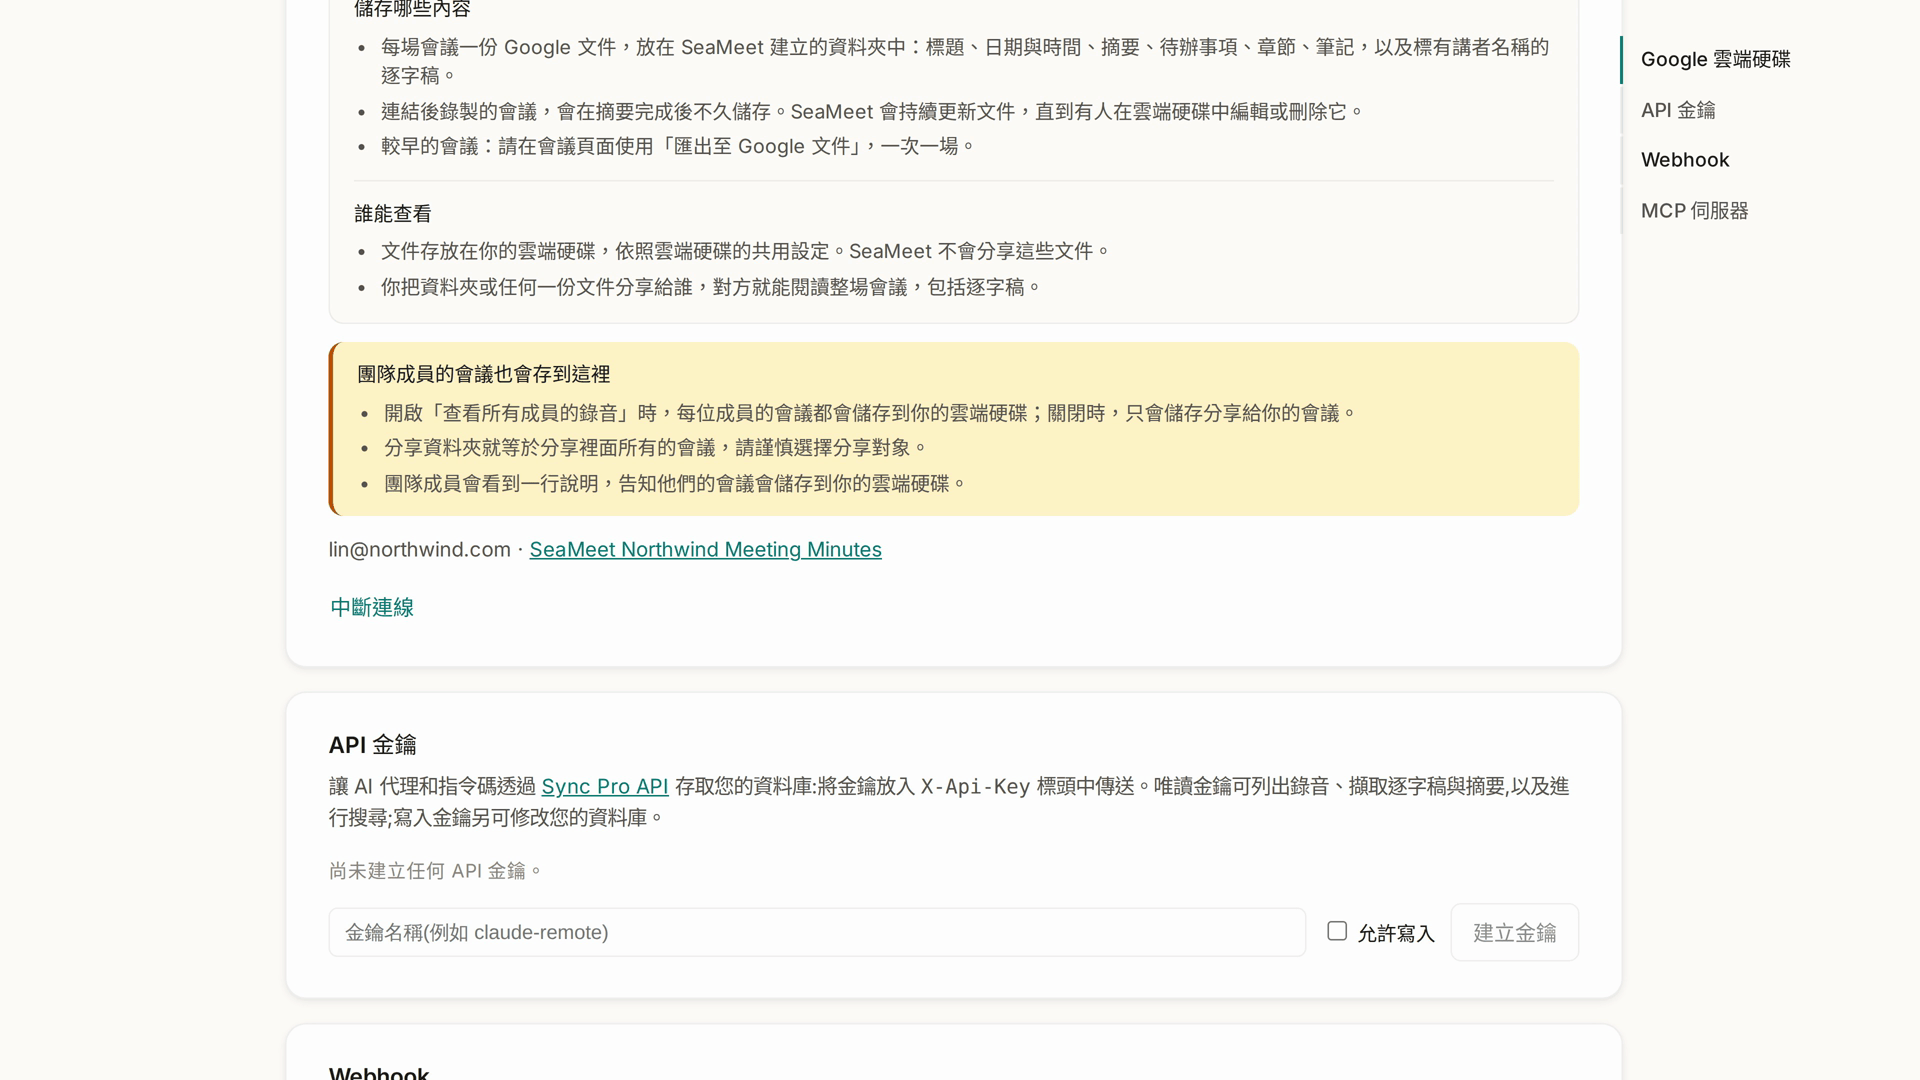 儲存哪些內容
• 每場會議一份 Google 文件，放在 SeaMeet 建立的資料夾中：標題、日期與時間、摘要、待辦事項、章節、筆記，以及標有講者名稱的
逐字稿。
• 連結後錄製的會議，會在摘要完成後不久儲存。SeaMeet 會持續更新文件，直到有人在雲端硬碟中編輯或刪除它。
• 較早的會議：請在會議頁面使用「匯出至 Google 文件」，一次一場。
誰能查看
• 文件存放在你的雲端硬碟，依照雲端硬碟的共用設定。SeaMeet 不會分享這些文件。
• 你把資料夾或任何一份文件分享給誰，對方就能閱讀整場會議，包括逐字稿。
團隊成員的會議也會存到這裡
• 開啟「查看所有成員的錄音」時，每位成員的會議都會儲存到你的雲端硬碟；關閉時，只會儲存分享給你的會議。
• 分享資料夾就等於分享裡面所有的會議，請謹慎選擇分享對象。
• 團隊成員會看到一行說明，告知他們的會議會儲存到你的雲端硬碟。
lin@northwind.com · SeaMeet Northwind Meeting Minutes
中斷連線
API 金鑰
讓 AI 代理和指令碼透過 Sync Pro API 存取您的資料庫:將金鑰放入 X-Api-Key 標頭中傳送。唯讀金鑰可列出錄音、擷取逐字稿與摘要,以及進
行搜尋;寫入金鑰另可修改您的資料庫。
尚未建立任何 API 金鑰。
金鑰名稱(例如 claude-remote)
允許寫入
建立金鑰
Webhook
Google 雲端硬碟
API 金鑰
Webhook
MCP 伺服器